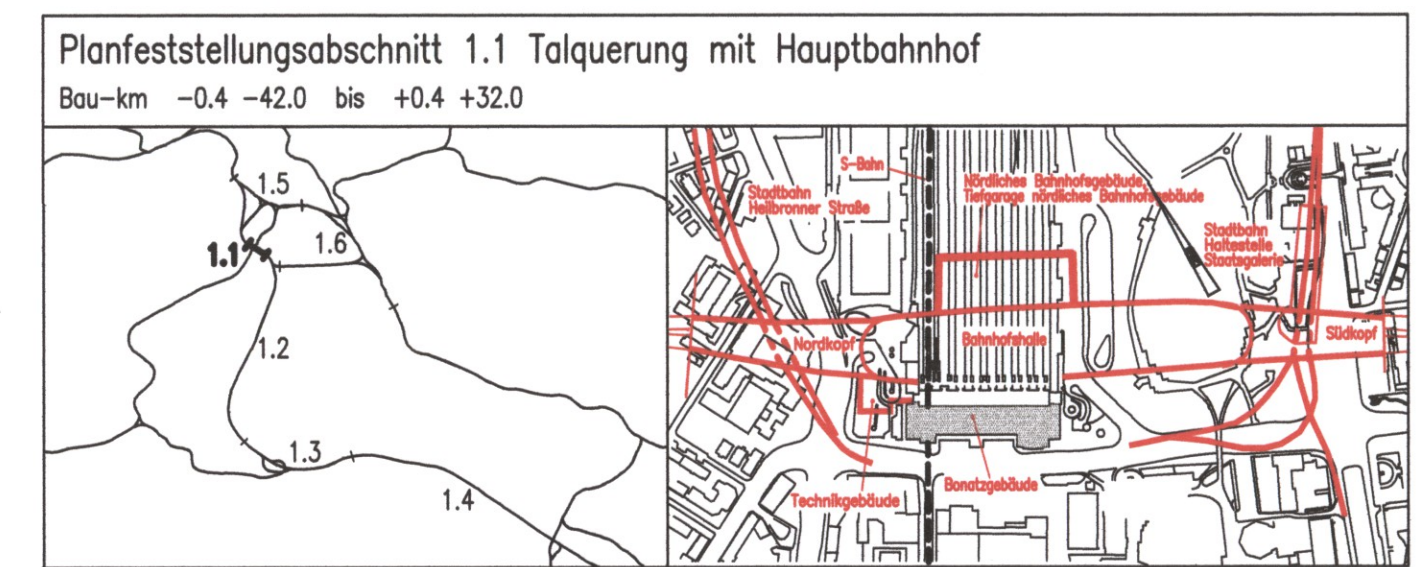 Planfeststellungsabschnitt 1.1 Talquerung mit Hauptbahnhof
Bau-km -0.4 -42.0 bis +0.4 +32.0
1.5
1.1
1.6
1.2
1.3
1.4
S-Bahn
Stadtbahn
Heilbronner Straße
Nördliches Bahnhofsgebäude,
Tiefgarage nördliches Bahnhofsgebäude
Stadtbahn
Haltestelle
Staatsgalerie
Nordkopf
Bahnhofshalle
Südkopf
Technikgebäude
Bonatzgebäude